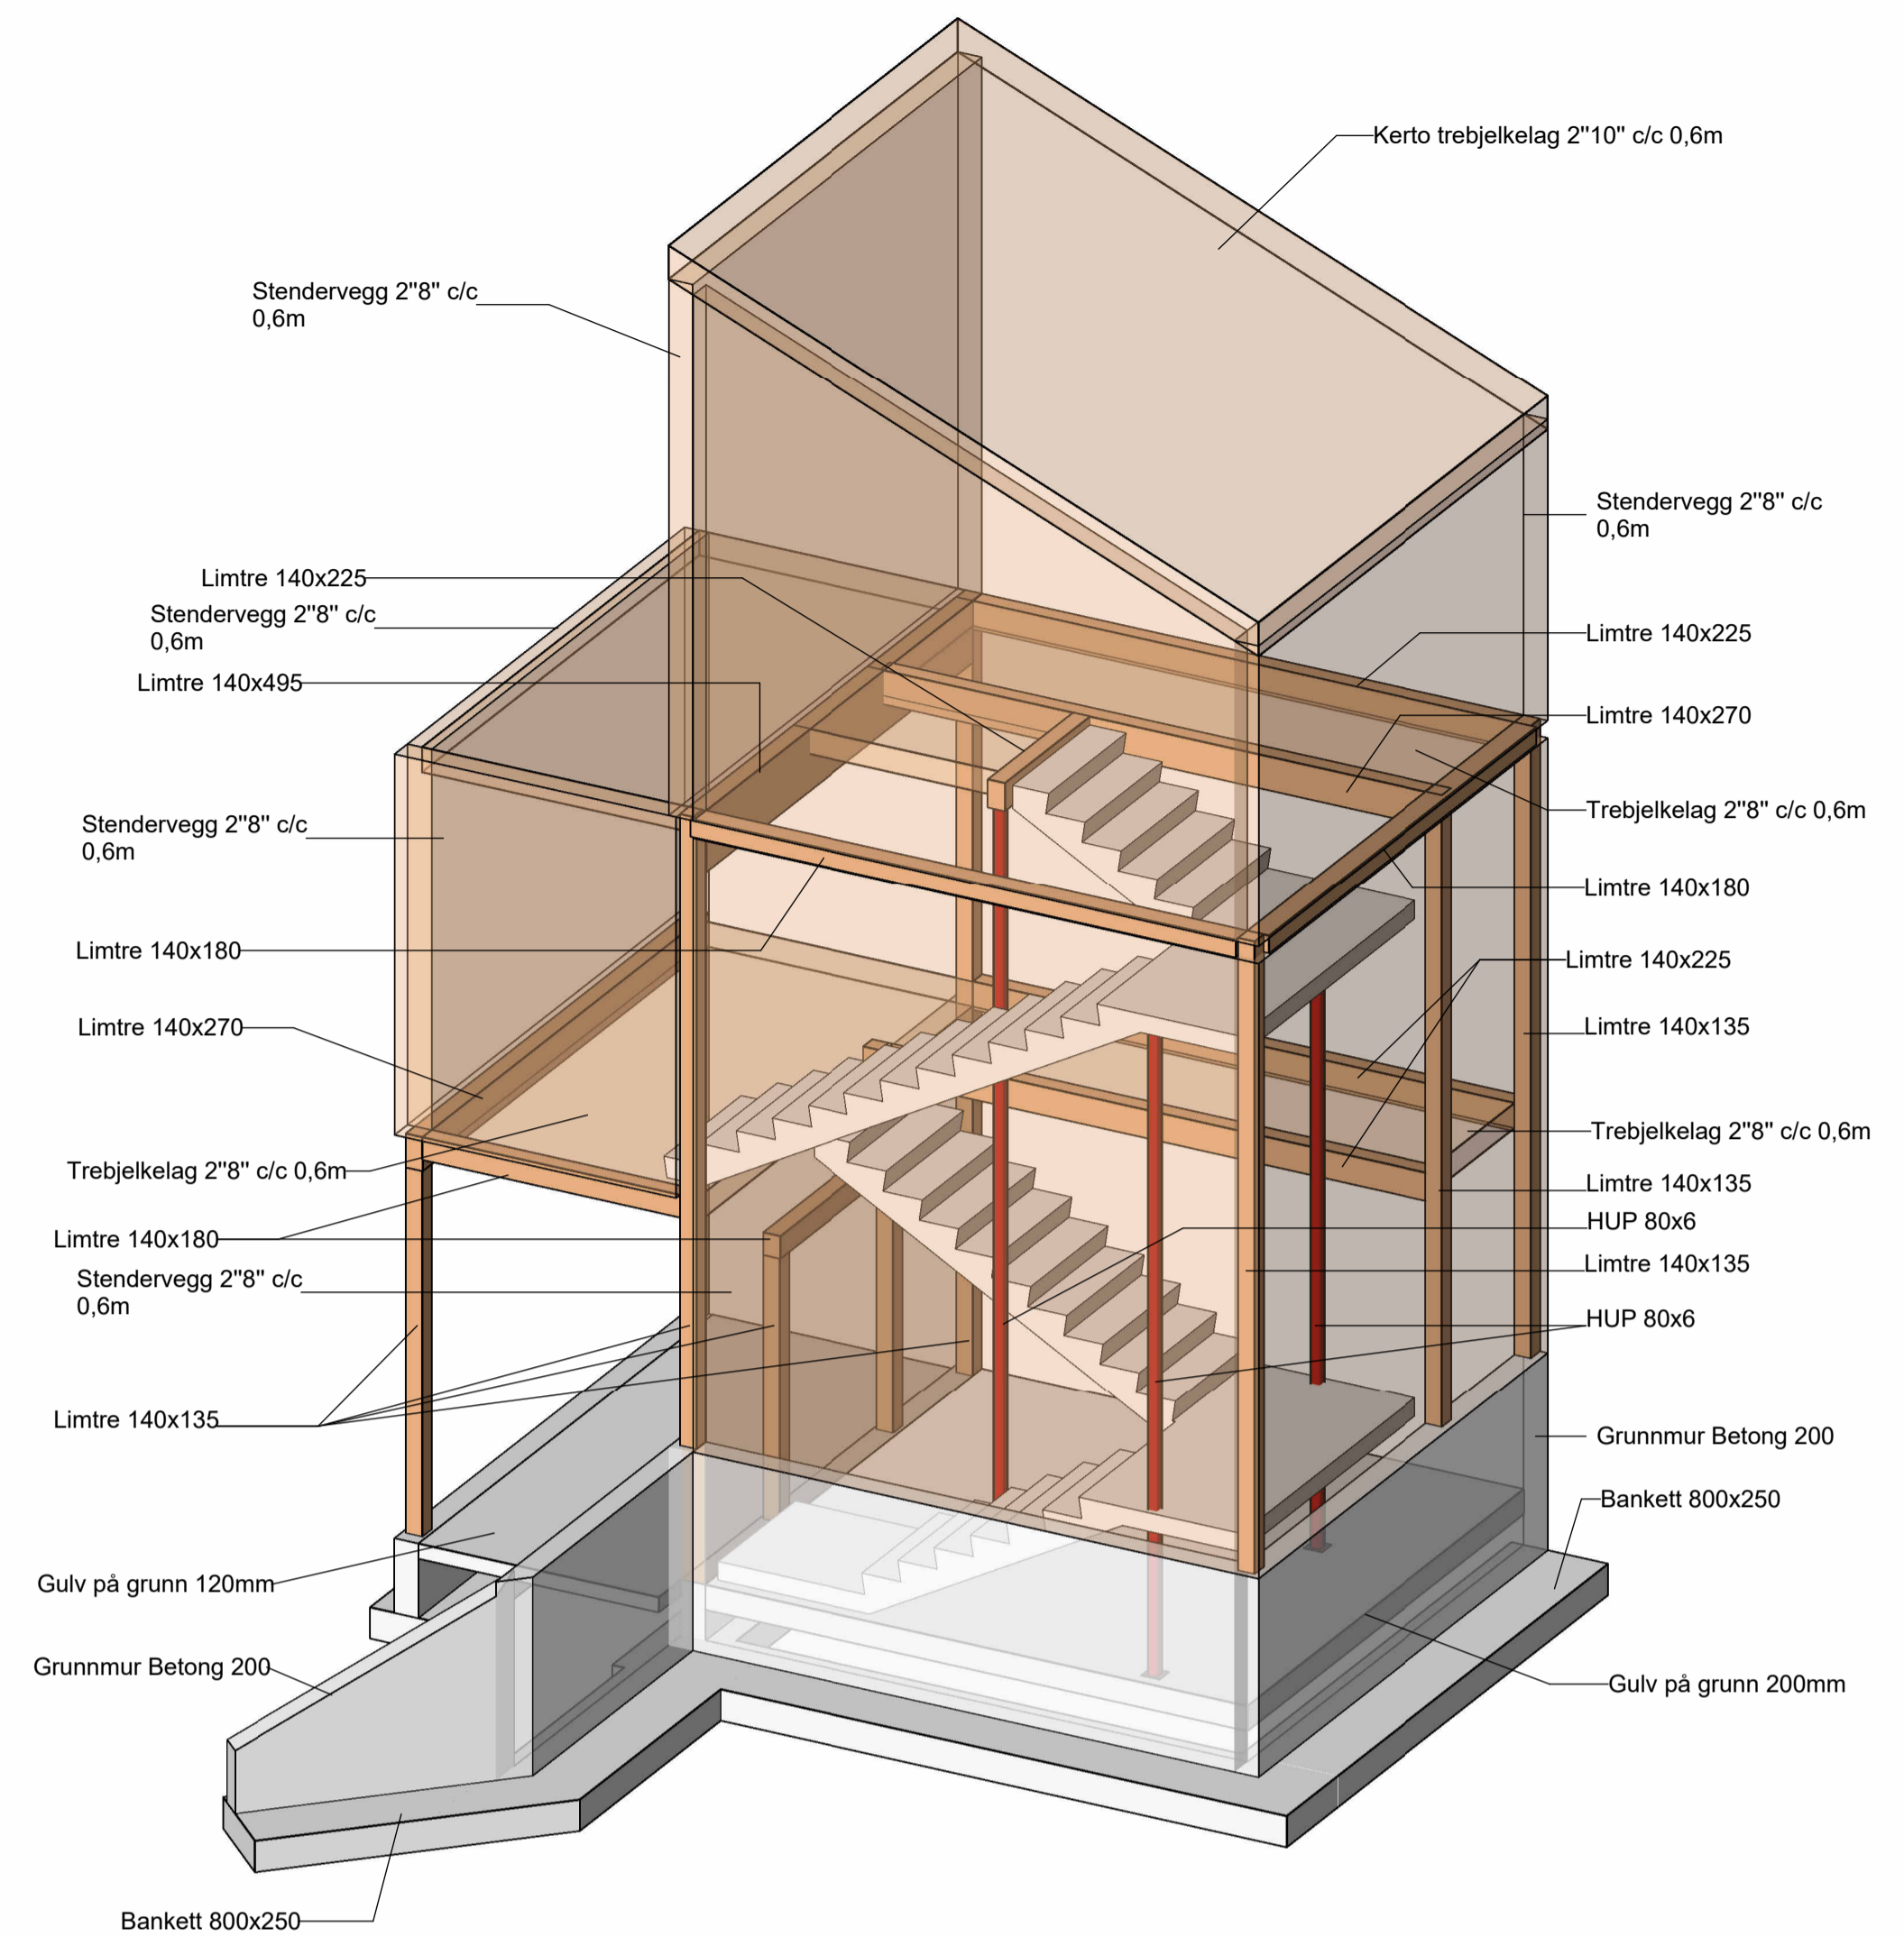 Kerto trebjelkelag 2"10" c/c 0,6m
Stendervegg 2"8" c/c
0,6m
Stendervegg 2"8" c/c
0,6m
Limtre 140x225
Stendervegg 2"8" c/c
0,6m
Limtre 140x495
Limtre 140x225
Limtre 140x270
Stendervegg 2"8" c/c
0,6m
Trebjelkelag 2"8" c/c 0,6m
Limtre 140x180
Limtre 140x180
Limtre 140x225
Limtre 140x270
Limtre 140x135
Trebjelkelag 2"8" c/c 0,6m
Trebjelkelag 2"8" c/c 0,6m
Limtre 140x135
Limtre 140x180
HUP 80x6
Stendervegg 2"8" c/c
0,6m
Limtre 140x135
HUP 80x6
Limtre 140x135
Grunnmur Betong 200
Bankett 800x250
Gulv på grunn 120mm
Grunnmur Betong 200
Gulv på grunn 200mm
Bankett 800x250